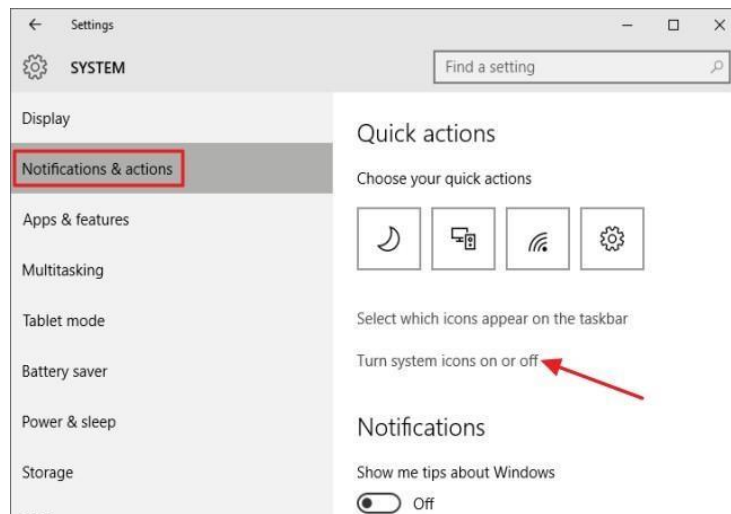 Settings
SYSTEM
Find a setting
Display
Notifications & actions
Apps & features
Multitasking
Tablet mode
Battery saver
Power & sleep
Storage
Quick actions
Choose your quick actions
Select which icons appear on the taskbar
Turn system icons on or off
Notifications
Show me tips about Windows
Off